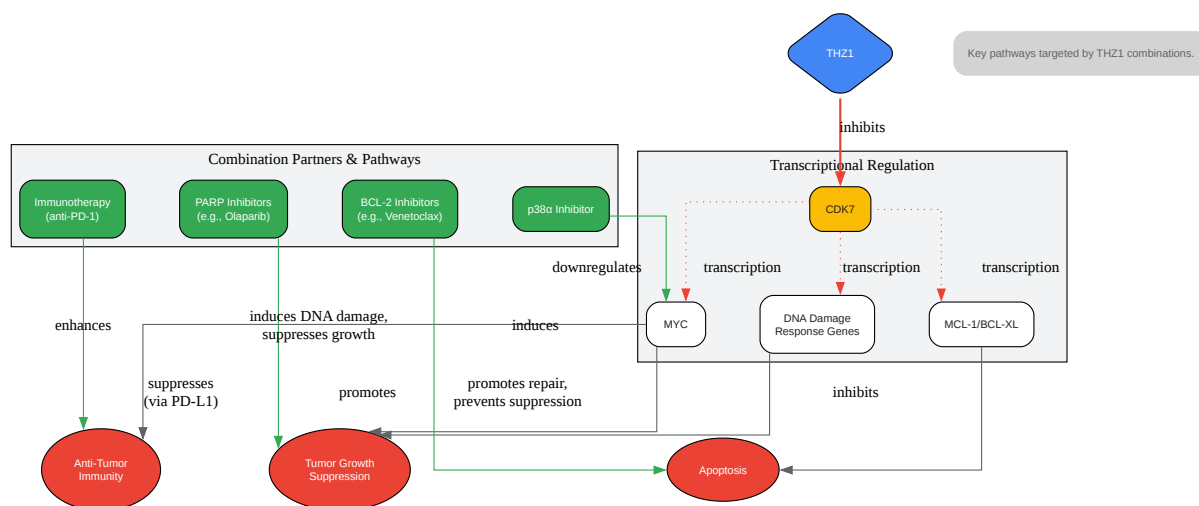 THZ1
Key pathways targeted by THZ1 combinations.
inhibits
Combination Partners & Pathways
Transcriptional Regulation
Immunotherapy
(anti-PD-1)
PARP Inhibitors
(e.g., Olaparib)
BCL-2 Inhibitors
(e.g., Venetoclax)
p38α Inhibitor
CDK7
downregulates
transcription
transcription
transcription
enhances
induces DNA damage,
suppresses growth
induces
MYC
DNA Damage
Response Genes
MCL-1/BCL-XL
suppresses
(via PD-L1)
promotes
promotes repair,
prevents suppression
inhibits
Anti-Tumor
Immunity
Tumor Growth
Suppression
Apoptosis